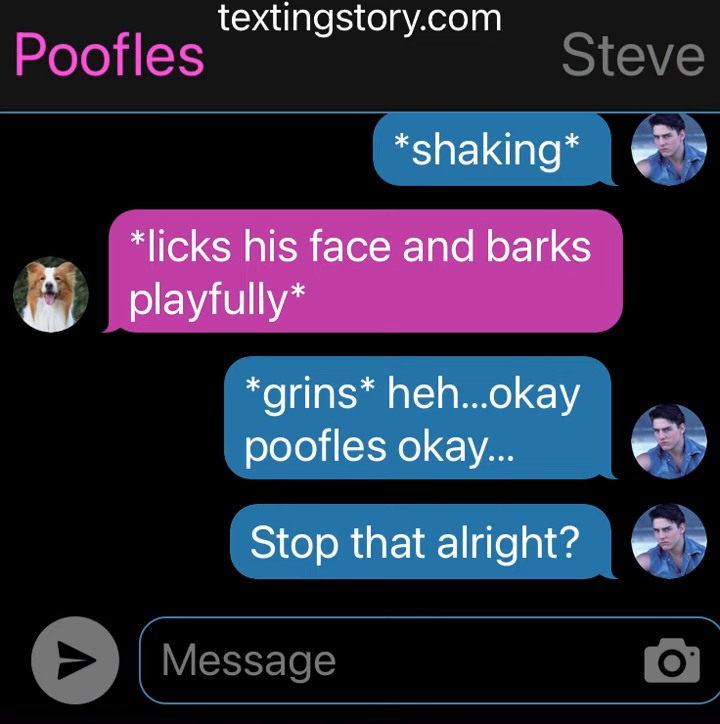 textingstory.com
Poofles
Steve
*shaking*
*licks his face and barks
playfully*
*grins* heh...okay
poofles okay...
Stop that alright?
Message